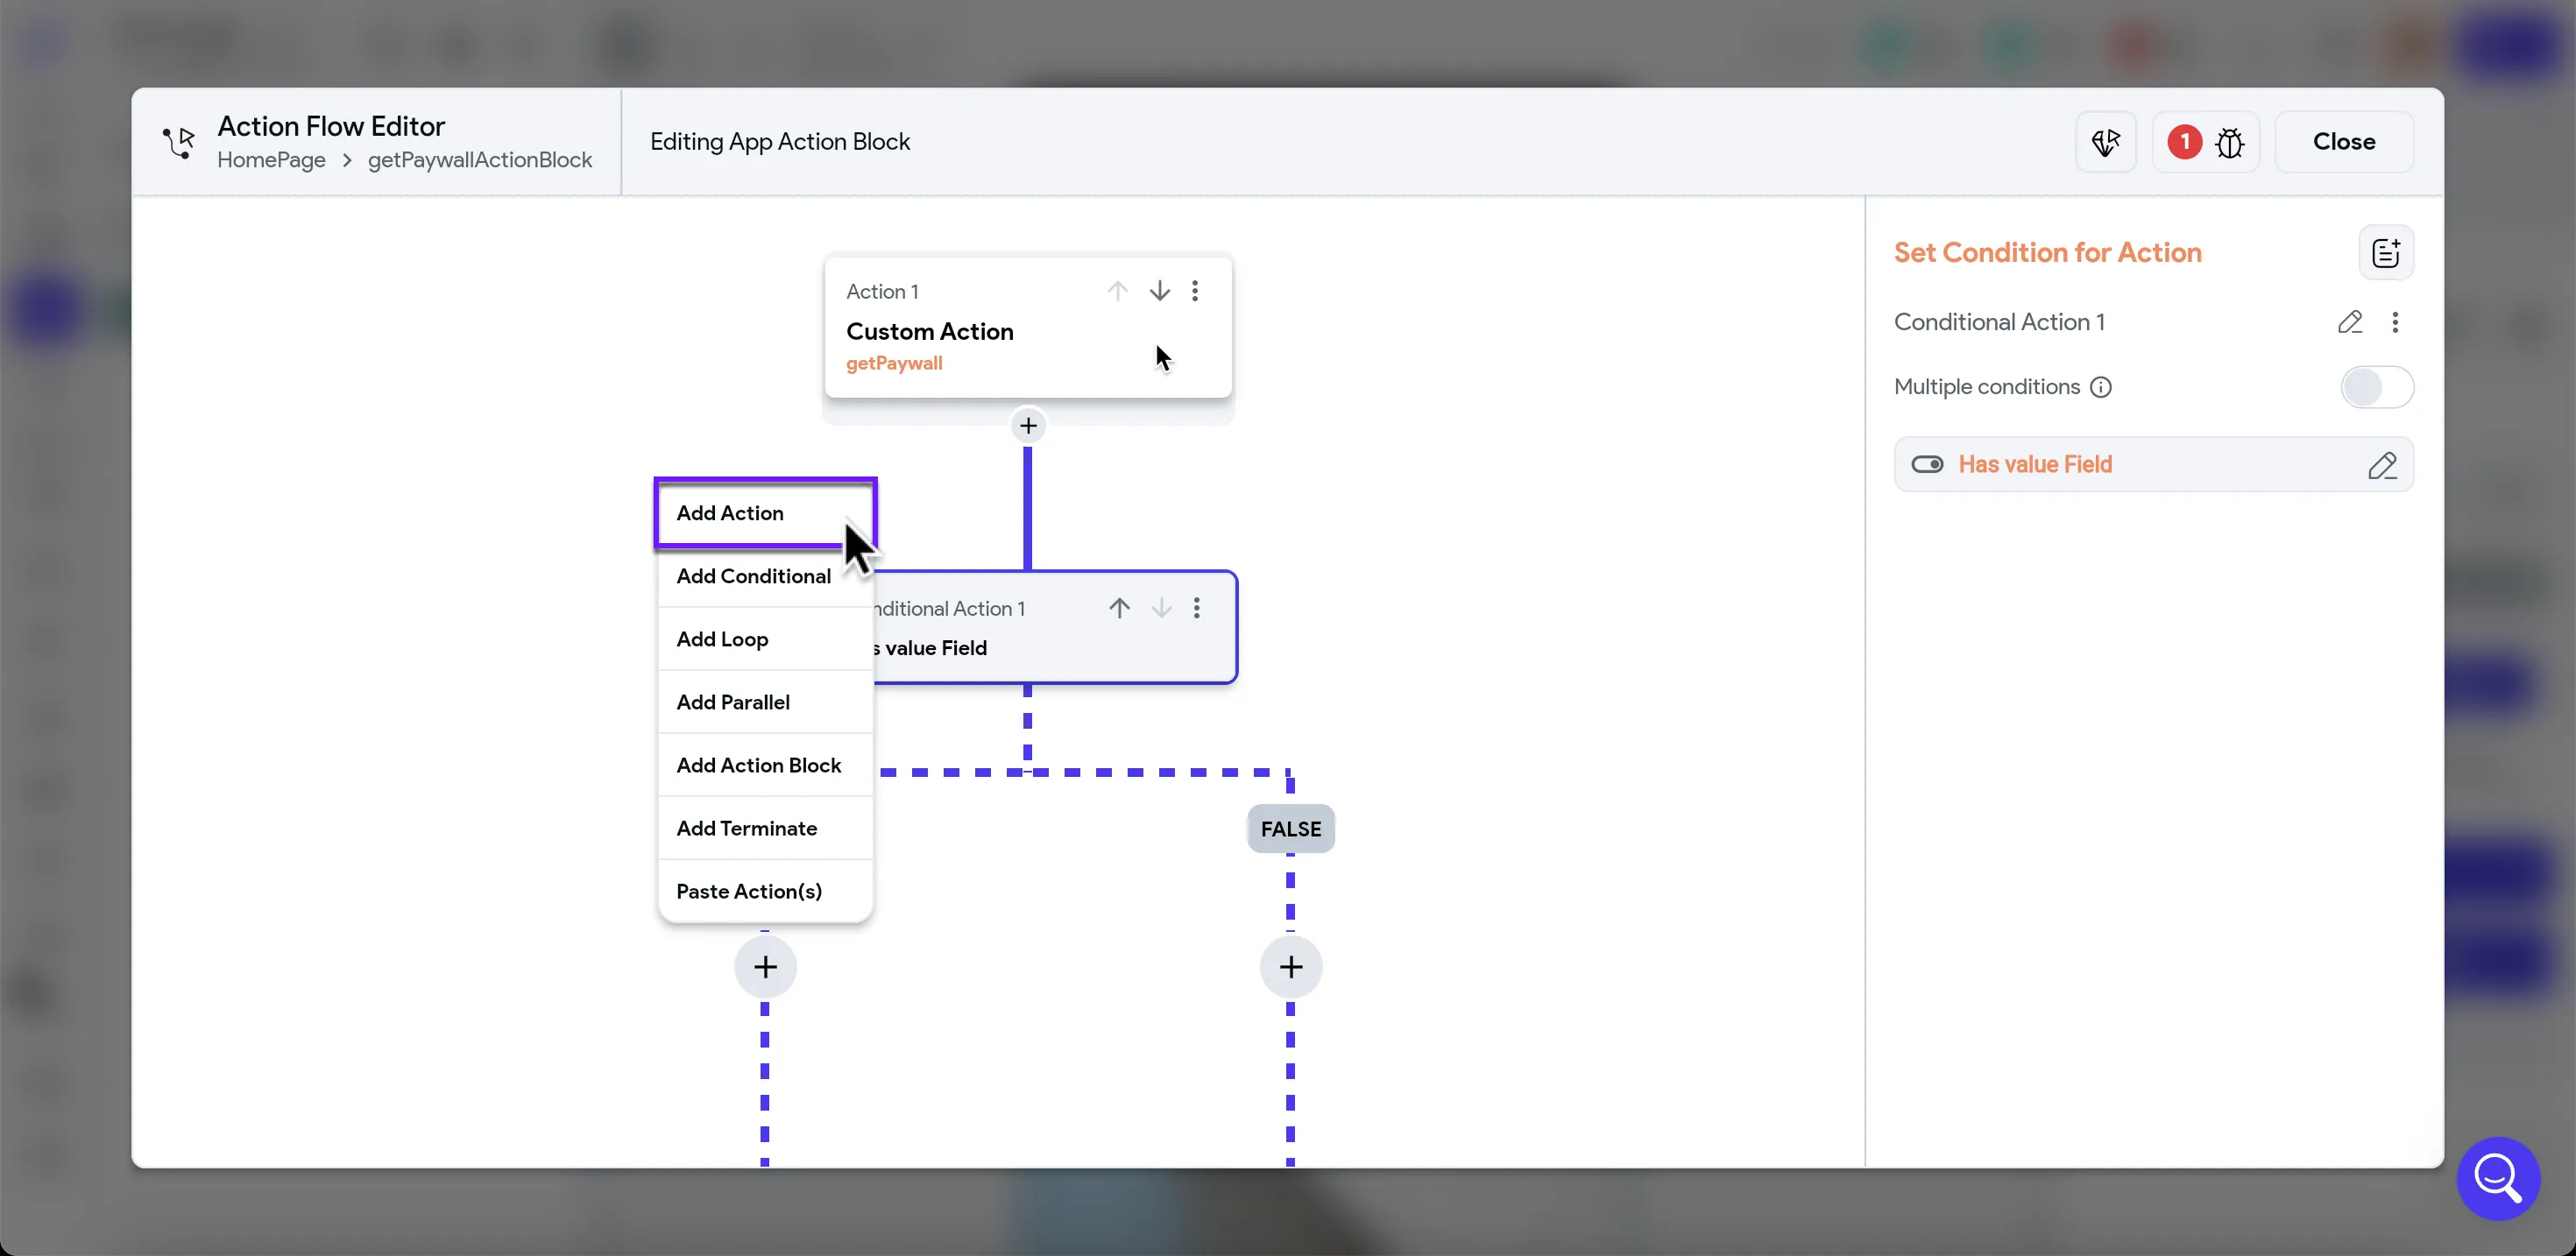 Action Flow Editor
HomePage > getPaywallActionBlock
Editing App Action Block
1
Close
Action 1
Custom Action
getPaywall
Add Action
Add Conditional
Add Loop
Add Parallel
Add Action Block
Add Terminate
Paste Action(s)
nditional Action 1
s value Field
FALSE
Set Condition for Action
Conditional Action 1
Multiple conditions
Has value Field